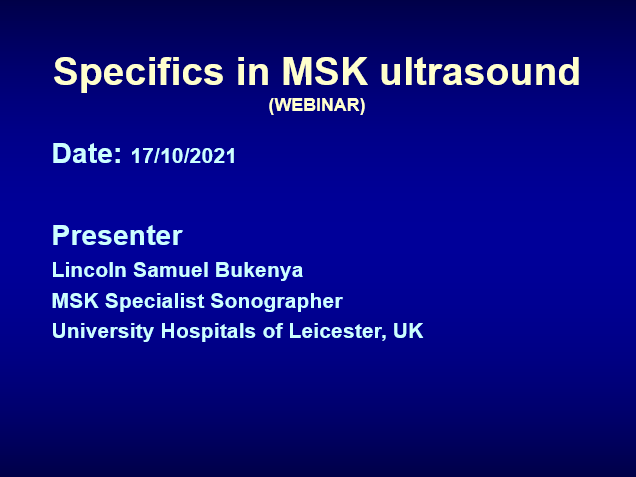 Specifics in MSK ultrasound
(WEBINAR)
Date: 17/10/2021
Presenter
Lincoln Samuel Bukenya
MSK Specialist Sonographer
University Hospitals of Leicester, UK